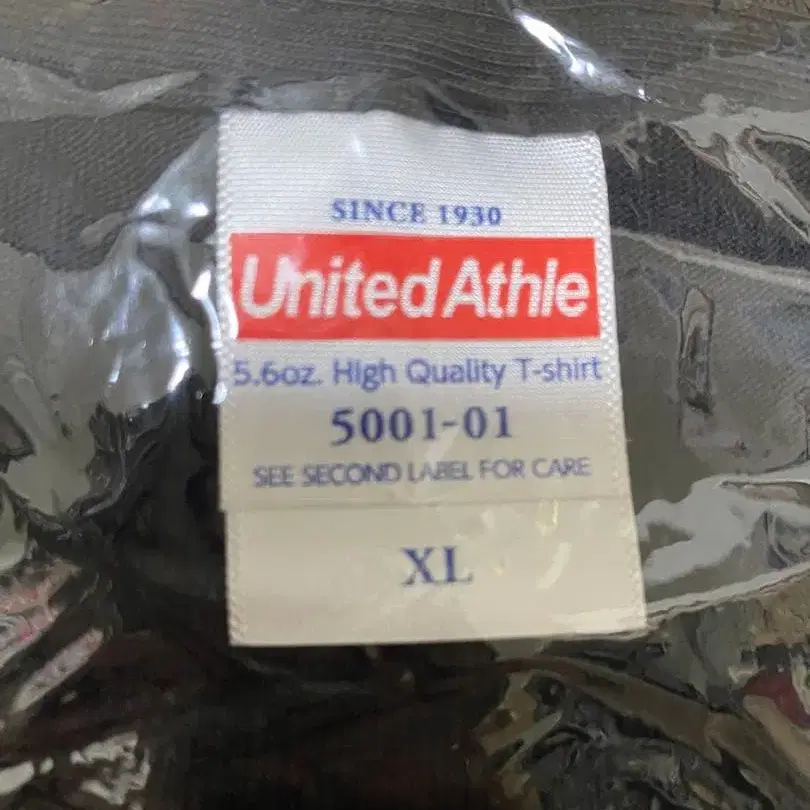 SINCE 1930
United Athle
5.6oz. High Quality T-shirt
5001-01
SEE SECOND LABEL FOR CARE
XL